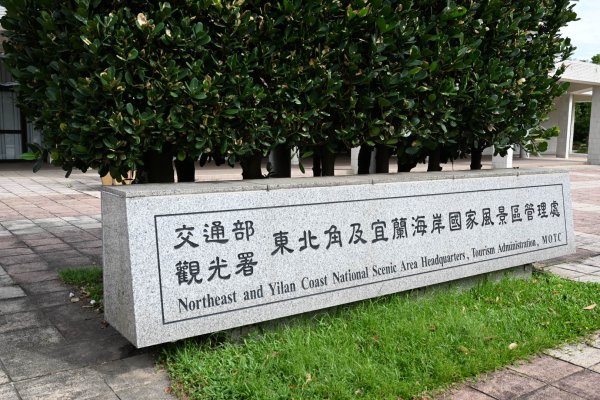 交通部
觀光署
東北角及宜蘭海岸國家風景區管理處
Northeast and Yilan Coast National Scenic Area Headquarters, Tourism Administration, MOTC